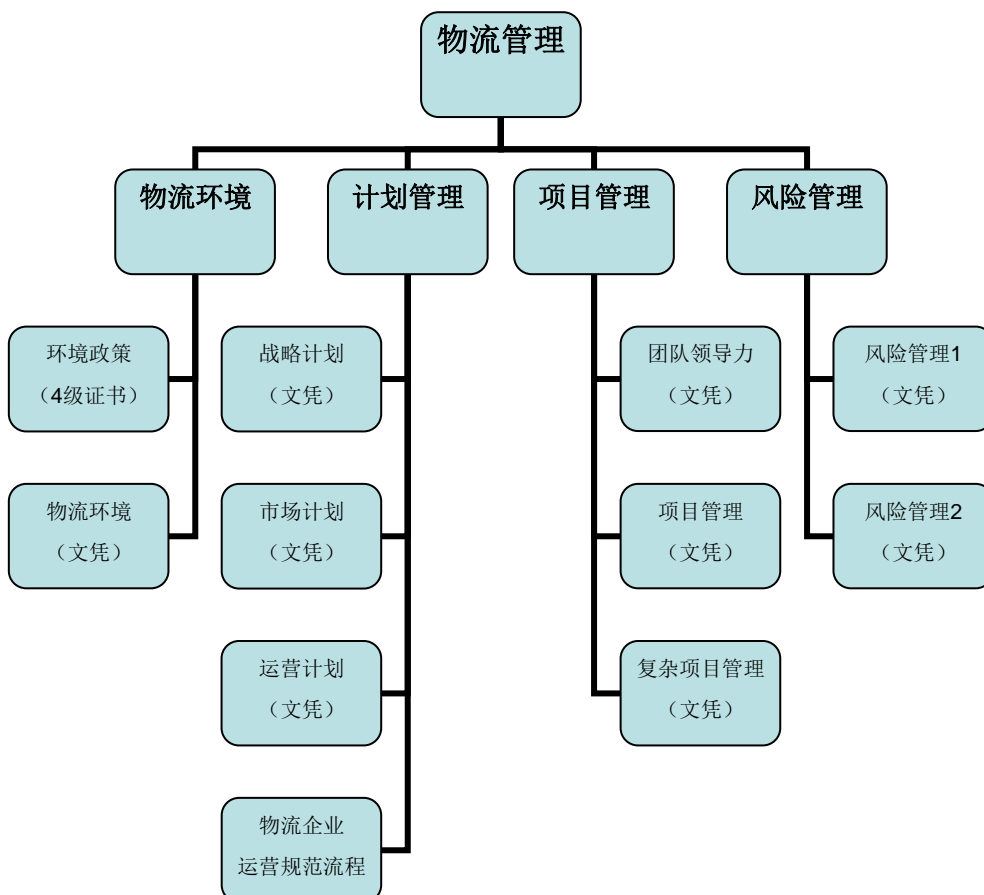 物流管理
物流环境
计划管理
项目管理
风险管理
环境政策
（4级证书）
战略计划
（文凭）
团队领导力
（文凭）
风险管理1
（文凭）
物流环境
（文凭）
市场计划
（文凭）
项目管理
（文凭）
风险管理2
（文凭）
运营计划
（文凭）
复杂项目管理
（文凭）
物流企业
运营规范流程